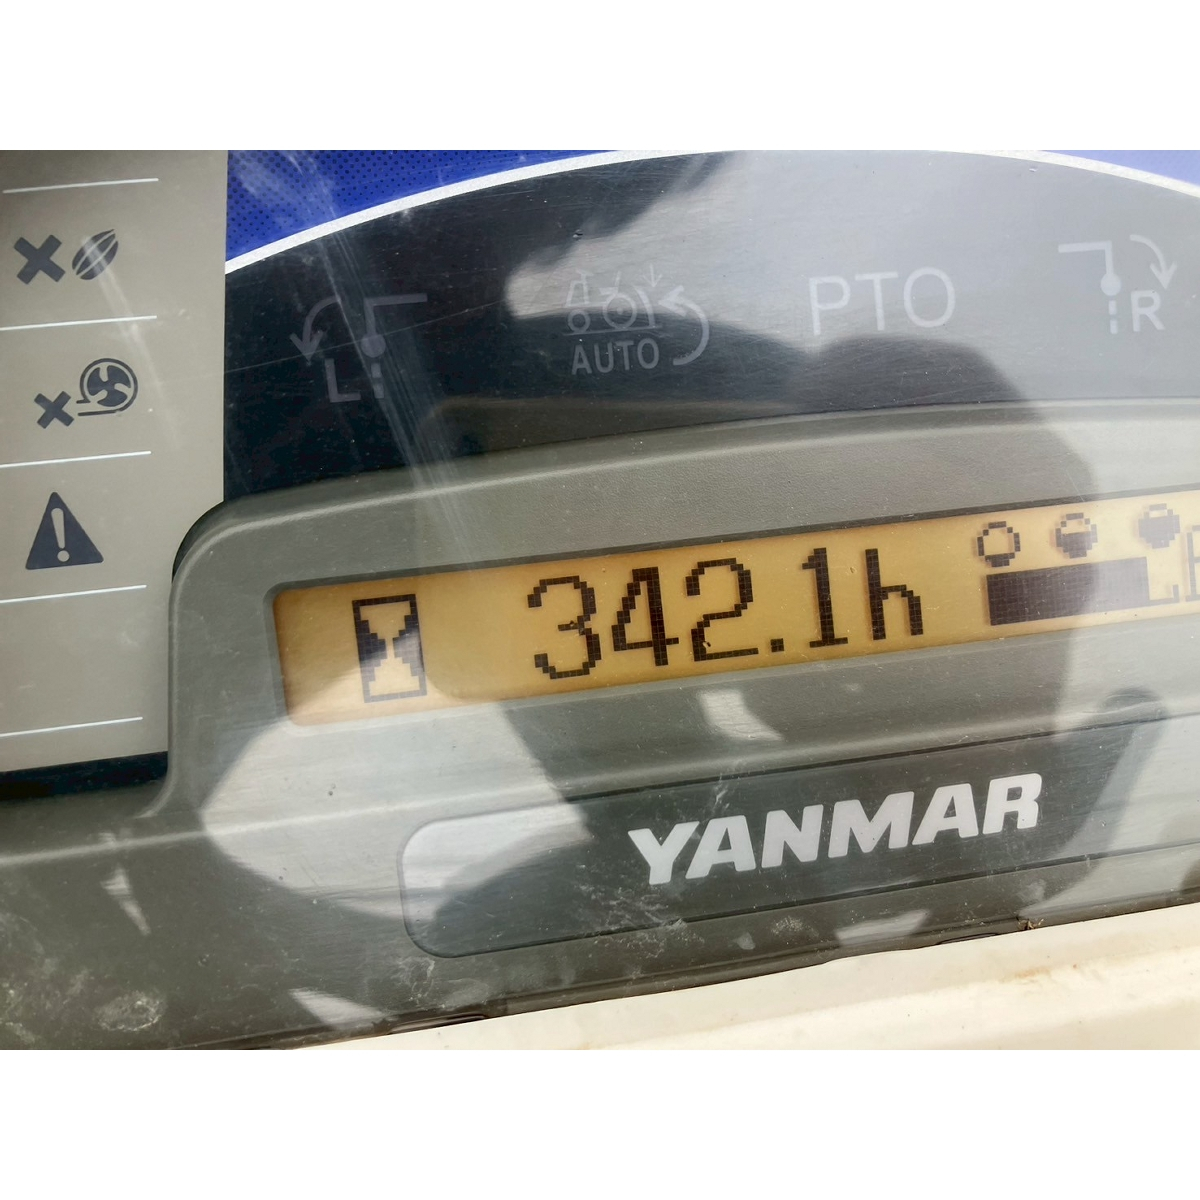 L
AUTO
PTO
R
342.1h
YANMAR